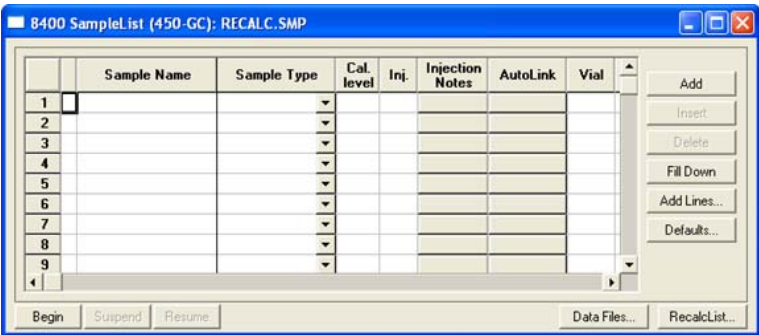 8400 SampleList (450-GC): RECALC.SMP
Sample Name Sample Type Cal. level Inj. Injection Notes AutoLink Vial
1
2
3
4
5
6
7
8
9
Add
Insert
Delete
Fill Down
Add Lines...
Defaults...
Begin Suspend Resume Data Files... RecalcList...